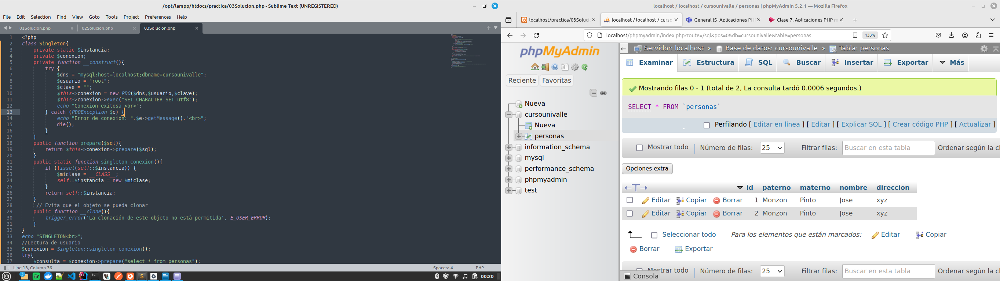 /opt/lampp/htdocs/practica/03Solucion.php - Sublime Text (UNREGISTERED)
File Edit Selection Find View Goto Tools Project Preferences Help
01Solucion.php 02Solucion.php 03Solucion.php
1 <?php
2 class Singleton{
3 private static $instancia;
4 private $conexion;
5 private function __construct(){
6 try {
7 $dns = "mysql:host=localhost;dbname=cursounivalle";
8 $usuario = "root";
9 $clave = "";
10 $this->conexion = new PDO($dns,$usuario,$clave);
11 $this->conexion->exec("SET CHARACTER SET utf8");
12 echo "Conexion exitosa <br>";
13 } catch (PDOException $e) {
14 echo "Error de conexion: ".$e->getMessage()."<br>";
15 die();
16 }
17 }
18 public function prepare($sql){
19 return $this->conexion->prepare($sql);
20 }
21 public static function singleton_conexion(){
22 if (!isset(self::$instancia)) {
23 $miclase = __CLASS__;
24 self::$instancia = new $miclase;
25 }
26 return self::$instancia;
27 }
28 // Evita que el objeto se pueda clonar
29 public function __clone(){
30 trigger_error('La clonación de este objeto no está permitida', E_USER_ERROR);
31 }
32 }
33 echo "SINGLETON<br>";
34 //Lectura de usuario
35 $conexion = Singleton::singleton_conexion();
36 try{
37 $consulta = $conexion->prepare("select * from personas");
Line 13, Column 36 Spaces: 4 PHP
3 00:20
localhost / localhost / cursounivalle / personas | phpMyAdmin 5.2.1 — Mozilla Firefox
localhost/practica/03Soluci localhost / localhost / curso General (S- Aplicaciones PH Clase 7. Aplicaciones PHP m
localhost/phpmyadmin/index.php?route=/sql&pos=0&db=cursounivalle&table=personas 133%
phpMyAdmin
Reciente Favoritas
Nueva
cursounivalle
Nueva
personas
information_schema
mysql
performance_schema
phpmyadmin
test
Servidor: localhost » Base de datos: cursounivalle » Tabla: personas
Examinar Estructura SQL Buscar Insertar Exportar Más
Mostrando filas 0 - 1 (total de 2, La consulta tardó 0.0006 segundos.)
SELECT * FROM `personas`
Perfilando [ Editar en línea ] [ Editar ] [ Explicar SQL ] [ Crear código PHP ] [ Actualizar ]
Mostrar todo Número de filas: 25 Filtrar filas: Buscar en esta tabla Ordenar según la cl
Opciones extra
id paterno materno nombre direccion
Editar Copiar Borrar 1 Monzon Pinto Jose xyz
Editar Copiar Borrar 2 Monzon Pinto Jose xyz
Seleccionar todo Para los elementos que están marcados: Editar Copiar
Borrar Exportar
Mostrar todo Número de filas: 25 Filtrar filas: Buscar en esta tabla Ordenar según la cl
Consola